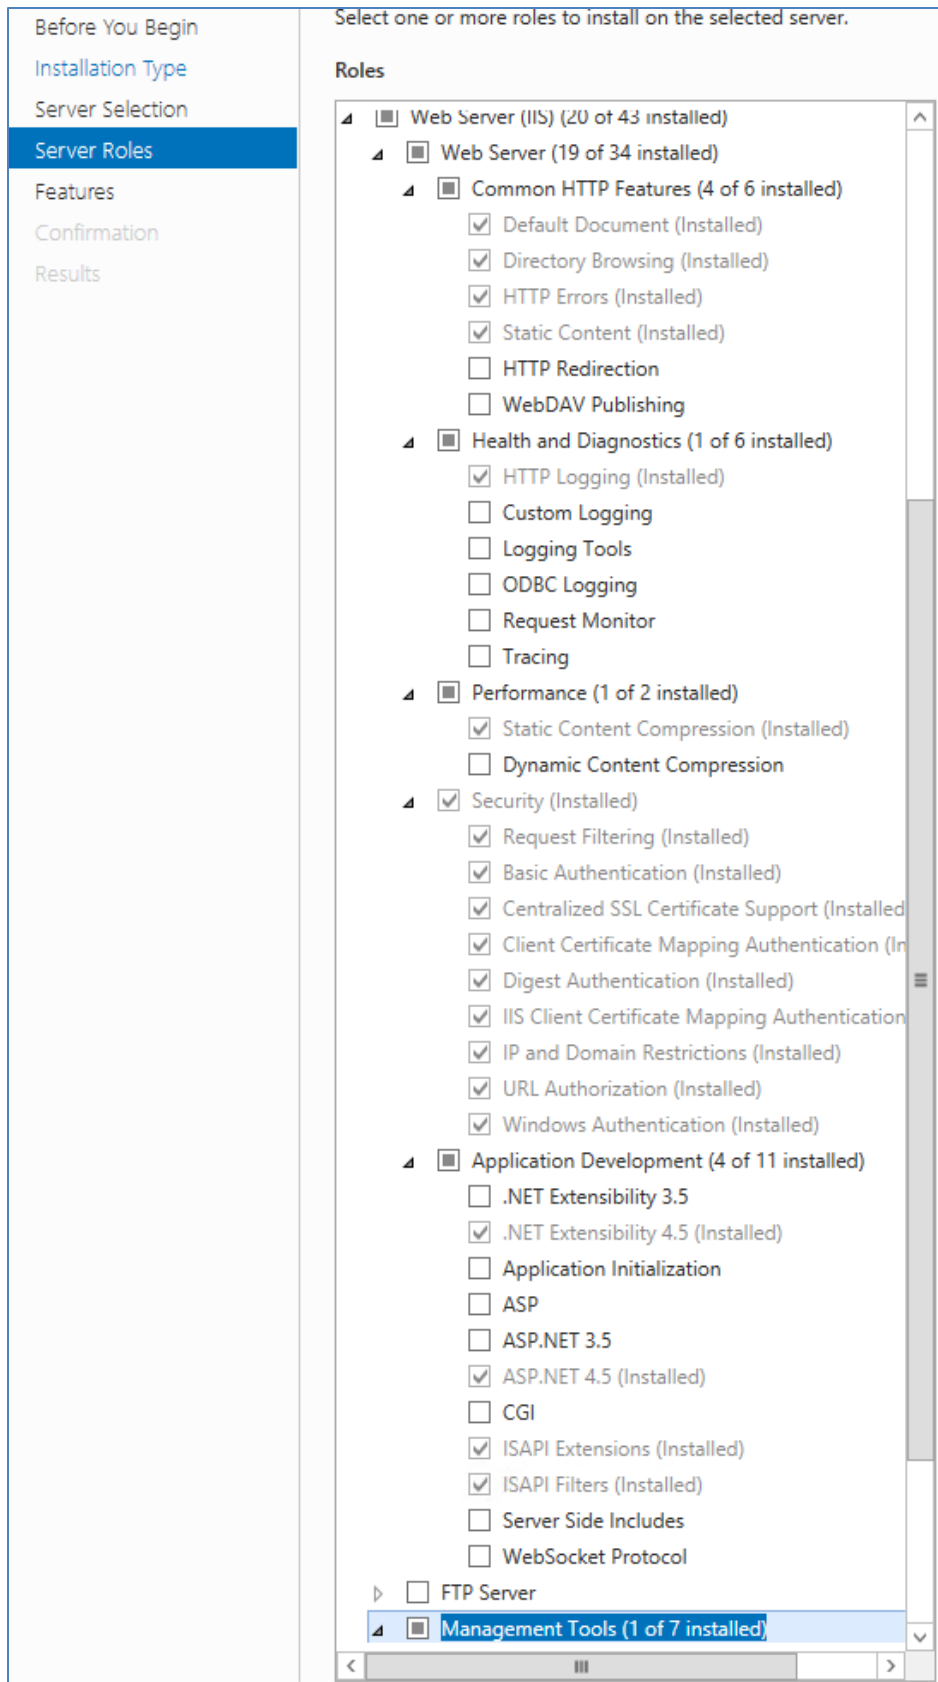 Before You Begin
Installation Type
Server Selection
Server Roles
Features
Confirmation
Results
Select one or more roles to install on the selected server.
Roles
Web Server (IIS) (20 of 43 installed)
Web Server (19 of 34 installed)
Common HTTP Features (4 of 6 installed)
Default Document (Installed)
Directory Browsing (Installed)
HTTP Errors (Installed)
Static Content (Installed)
HTTP Redirection
WebDAV Publishing
Health and Diagnostics (1 of 6 installed)
HTTP Logging (Installed)
Custom Logging
Logging Tools
ODBC Logging
Request Monitor
Tracing
Performance (1 of 2 installed)
Static Content Compression (Installed)
Dynamic Content Compression
Security (Installed)
Request Filtering (Installed)
Basic Authentication (Installed)
Centralized SSL Certificate Support (Installed
Client Certificate Mapping Authentication (In
Digest Authentication (Installed)
IIS Client Certificate Mapping Authentication
IP and Domain Restrictions (Installed)
URL Authorization (Installed)
Windows Authentication (Installed)
Application Development (4 of 11 installed)
.NET Extensibility 3.5
.NET Extensibility 4.5 (Installed)
Application Initialization
ASP
ASP.NET 3.5
ASP.NET 4.5 (Installed)
CGI
ISAPI Extensions (Installed)
ISAPI Filters (Installed)
Server Side Includes
WebSocket Protocol
FTP Server
Management Tools (1 of 7 installed)